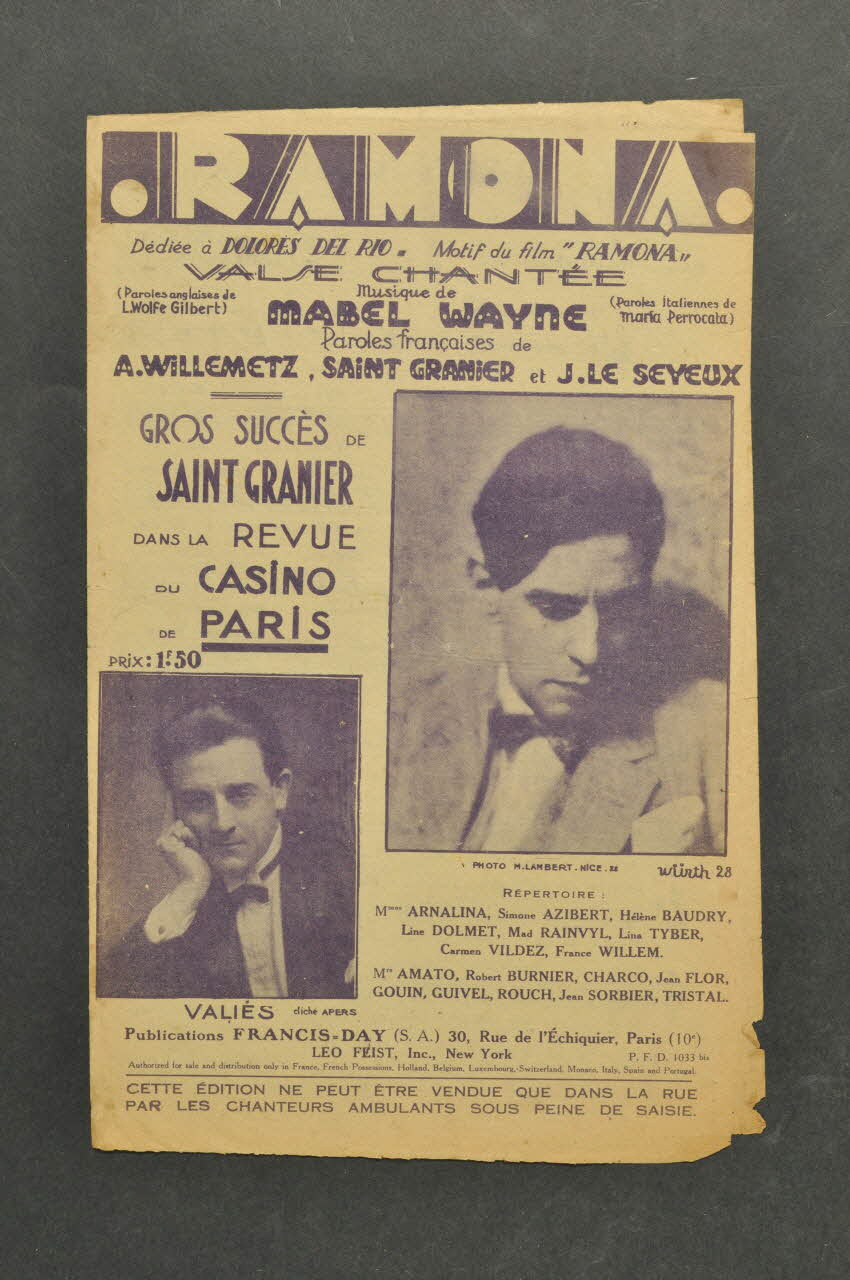 .RAMONA.
Dédiée à DOLORÈS DEL RIO. Motif du film "RAMONA"
VALSE CHANTÉE
(Paroles anglaises de
L.Wolfe Gilbert)
Musique de
MABEL WAYNE
(Paroles italiennes de
maria Perrocata)
Paroles françaises de
A.WILLEMETZ, SAINT GRANIER et J.LE SEYEUX
GROS SUCCÈS DE
SAINT GRANIER
DANS LA REVUE
DU CASINO
DE PARIS
PRIX: 1F.50
PHOTO M.LAMBERT.NICE.28
Würth 28
RÉPERTOIRE :
Mmes ARNALINA, Simone AZIBERT, Hélène BAUDRY,
Line DOLMET, Mad RAINVYL, Lina TYBER,
Carmen VILDEZ, France WILLEM.
Mrs AMATO, Robert BURNIER, CHARCO, Jean FLOR,
GOUIN, GUIVEL, ROUCH, Jean SORBIER, TRISTAL.
VALIÈS cliché APERS
Publications FRANCIS=DAY (S. A.) 30, Rue de l'Échiquier, Paris (10e)
LEO FEIST, Inc., New York P. F. D. 1033 bis
Authorized for sale and distribution only in France, French Possessions, Holland, Belgium, Luxembourg, Switzerland, Monaco, Italy, Spain and Portugal.
CETTE ÉDITION NE PEUT ÊTRE VENDUE QUE DANS LA RUE
PAR LES CHANTEURS AMBULANTS SOUS PEINE DE SAISIE.